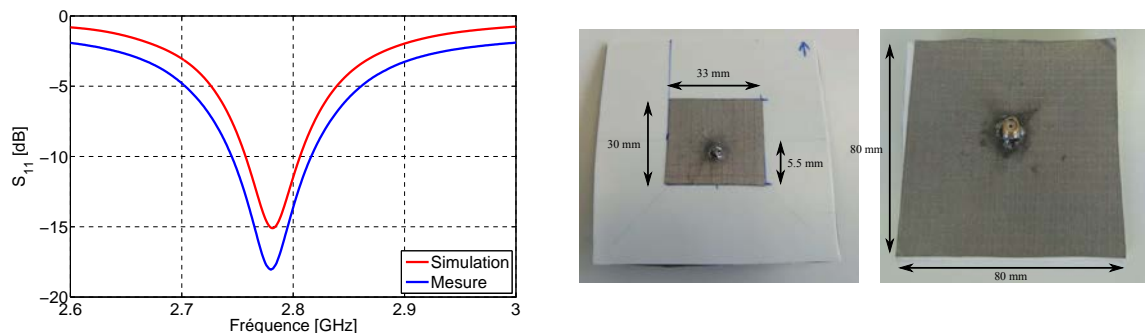 0
−5
−10
−15
−20
S11 [dB]
2.6 2.7 2.8 2.9 3
Fréquence [GHz]
Simulation
Mesure
33 mm
30 mm
5.5 mm
80 mm
80 mm